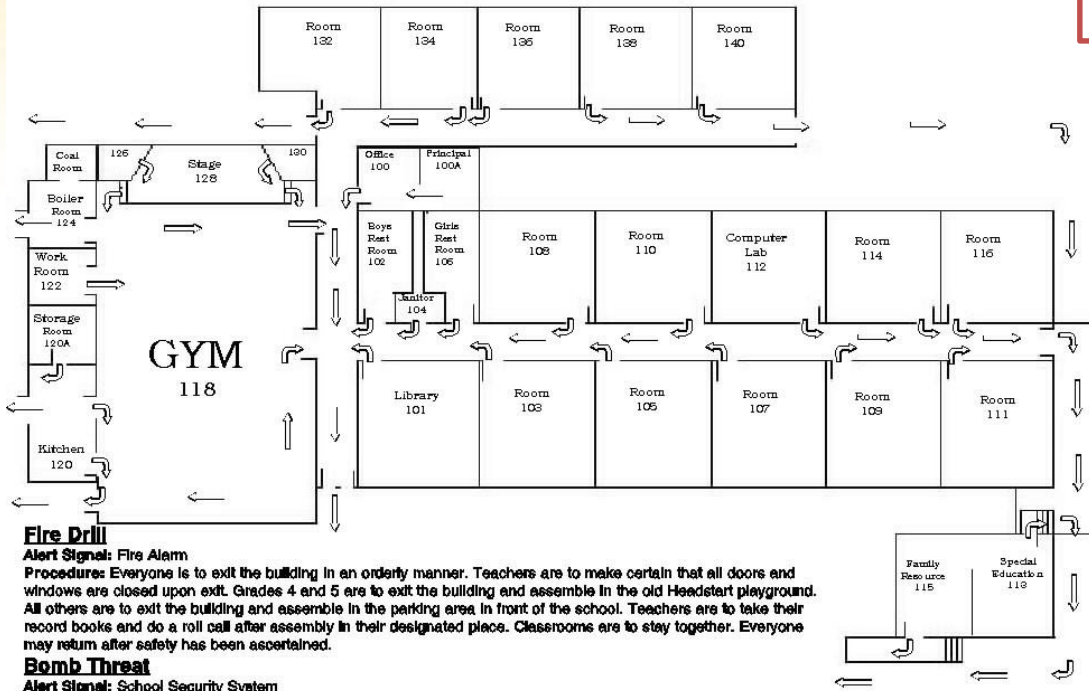 Room
132
Room
134
Room
136
Room
138
Room
140
Coal
Room
126
Stage
128
130
Office
100
Principal
100A
Boiler
Room
124
Boys
Rest
Room
102
Girls
Rest
Room
106
Janitor
104
Room
108
Room
110
Computer
Lab
112
Room
114
Room
116
Work
Room
122
Storage
Room
120A
GYM
118
Kitchen
120
Library
101
Room
103
Room
105
Room
107
Room
109
Room
111
Family
Resource
115
Special
Education
113
Fire Drill
Alert Signal: Fire Alarm
Procedure: Everyone is to exit the building in an orderly manner. Teachers are to make certain that all doors and
windows are closed upon exit. Grades 4 and 5 are to exit the building and assemble in the old Headstart playground.
All others are to exit the building and assemble in the parking area in front of the school. Teachers are to take their
record books and do a roll call after assembly in their designated place. Classrooms are to stay together. Everyone
may return after safety has been ascertained.
Bomb Threat
Alert Signal: School Security System